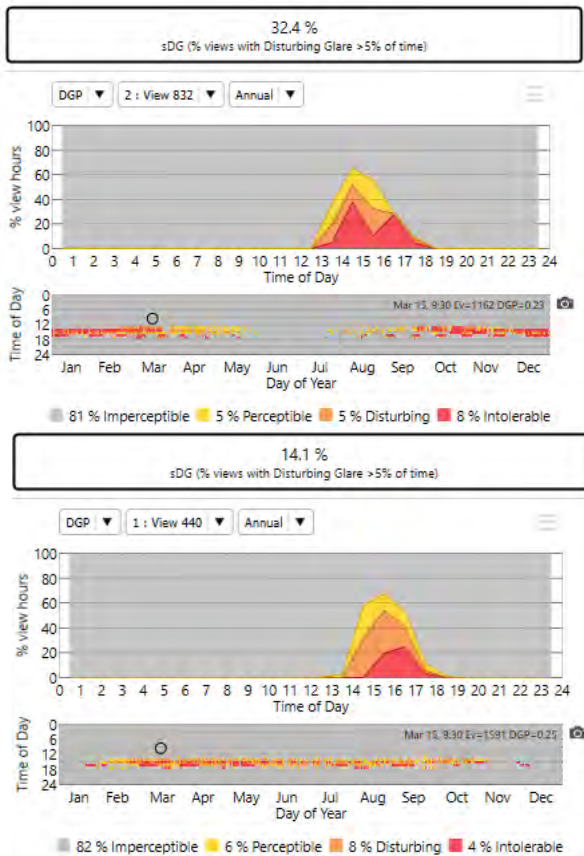 32.4 %
sDG (% views with Disturbing Glare >5% of time)
DGP ▼ 2 : View 832 ▼ Annual ▼
% view hours
100
80
60
40
20
0
0 1 2 3 4 5 6 7 8 9 10 11 12 13 14 15 16 17 18 19 20 21 22 23 24
Time of Day
Time of Day
0
6
12
18
24
Mar 15, 9:30 Ev=1162 DGP=0.23
Jan Feb Mar Apr May Jun Jul Aug Sep Oct Nov Dec
Day of Year
81 % Imperceptible 5 % Perceptible 5 % Disturbing 8 % Intolerable
14.1 %
sDG (% views with Disturbing Glare >5% of time)
DGP ▼ 1 : View 440 ▼ Annual ▼
% view hours
100
80
60
40
20
0
0 1 2 3 4 5 6 7 8 9 10 11 12 13 14 15 16 17 18 19 20 21 22 23 24
Time of Day
Time of Day
0
6
12
18
24
Mar 15, 9:30 Ev=1591 DGP=0.25
Jan Feb Mar Apr May Jun Jul Aug Sep Oct Nov Dec
Day of Year
82 % Imperceptible 6 % Perceptible 8 % Disturbing 4 % Intolerable